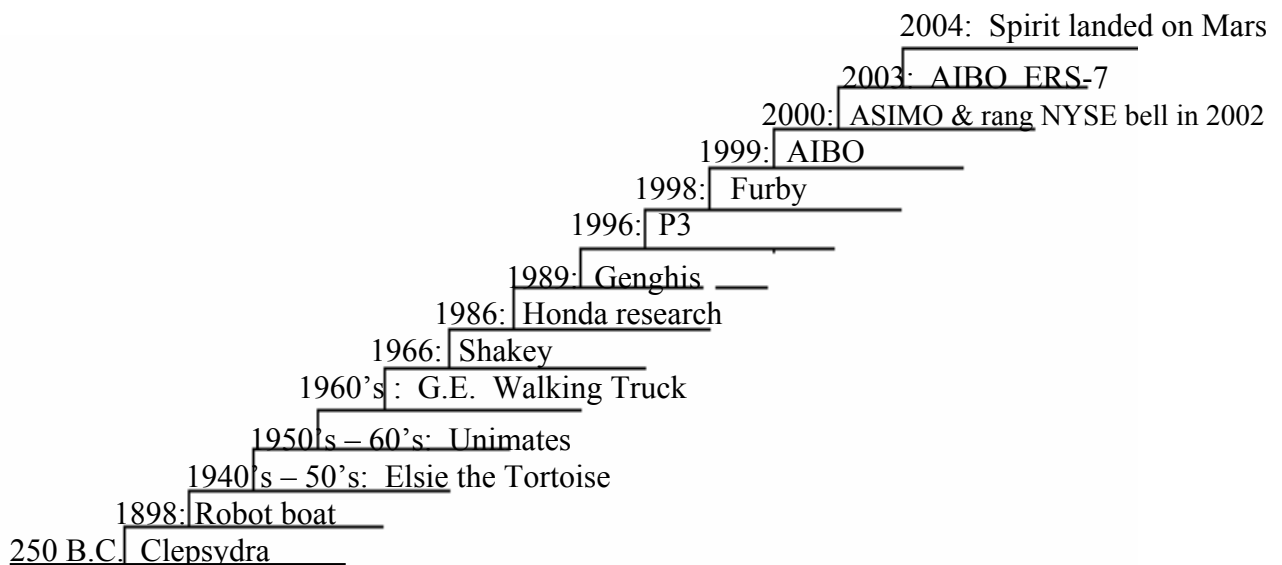 2004: Spirit landed on Mars
2003: AIBO ERS-7
2000: ASIMO & rang NYSE bell in 2002
1999: AIBO
1998: Furby
1996: P3
1989: Genghis
1986: Honda research
1966: Shakey
1960’s : G.E. Walking Truck
1950’s – 60’s: Unimates
1940’s – 50’s: Elsie the Tortoise
1898: Robot boat
250 B.C. Clepsydra